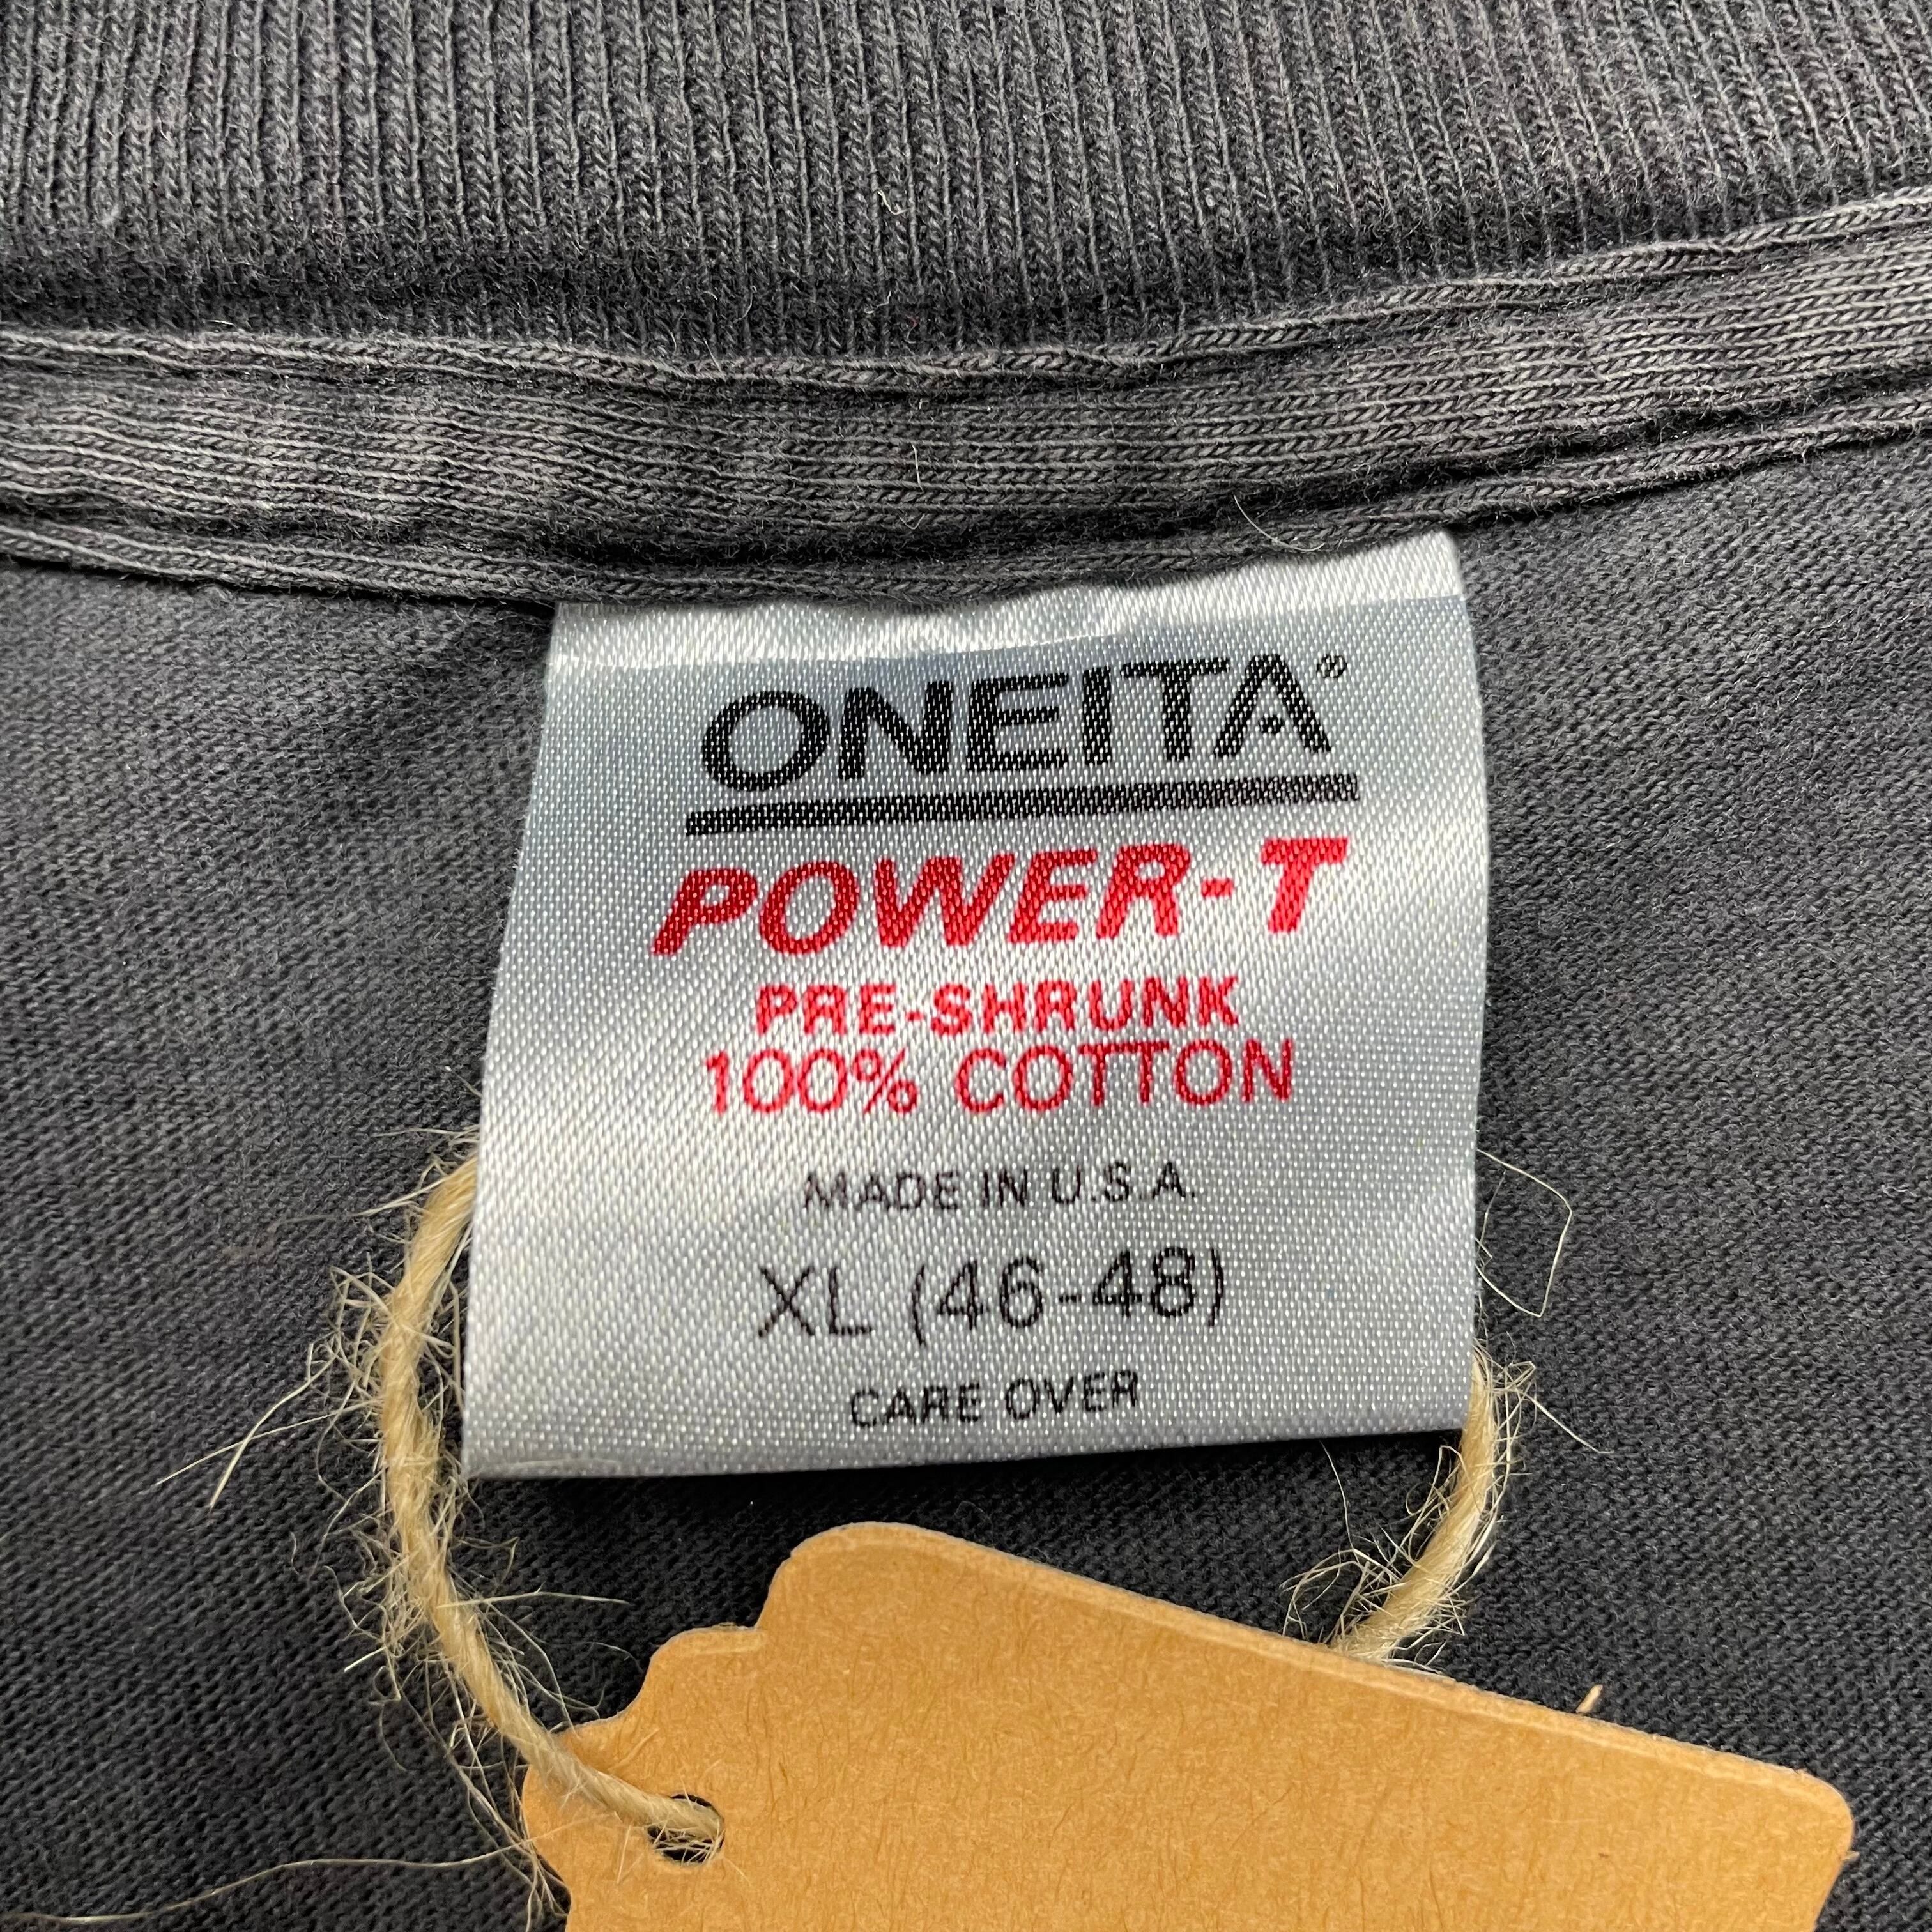 ONEITA®
POWER-T
PRE-SHRUNK
100% COTTON
MADE IN U.S.A.
XL (46-48)
CARE OVER